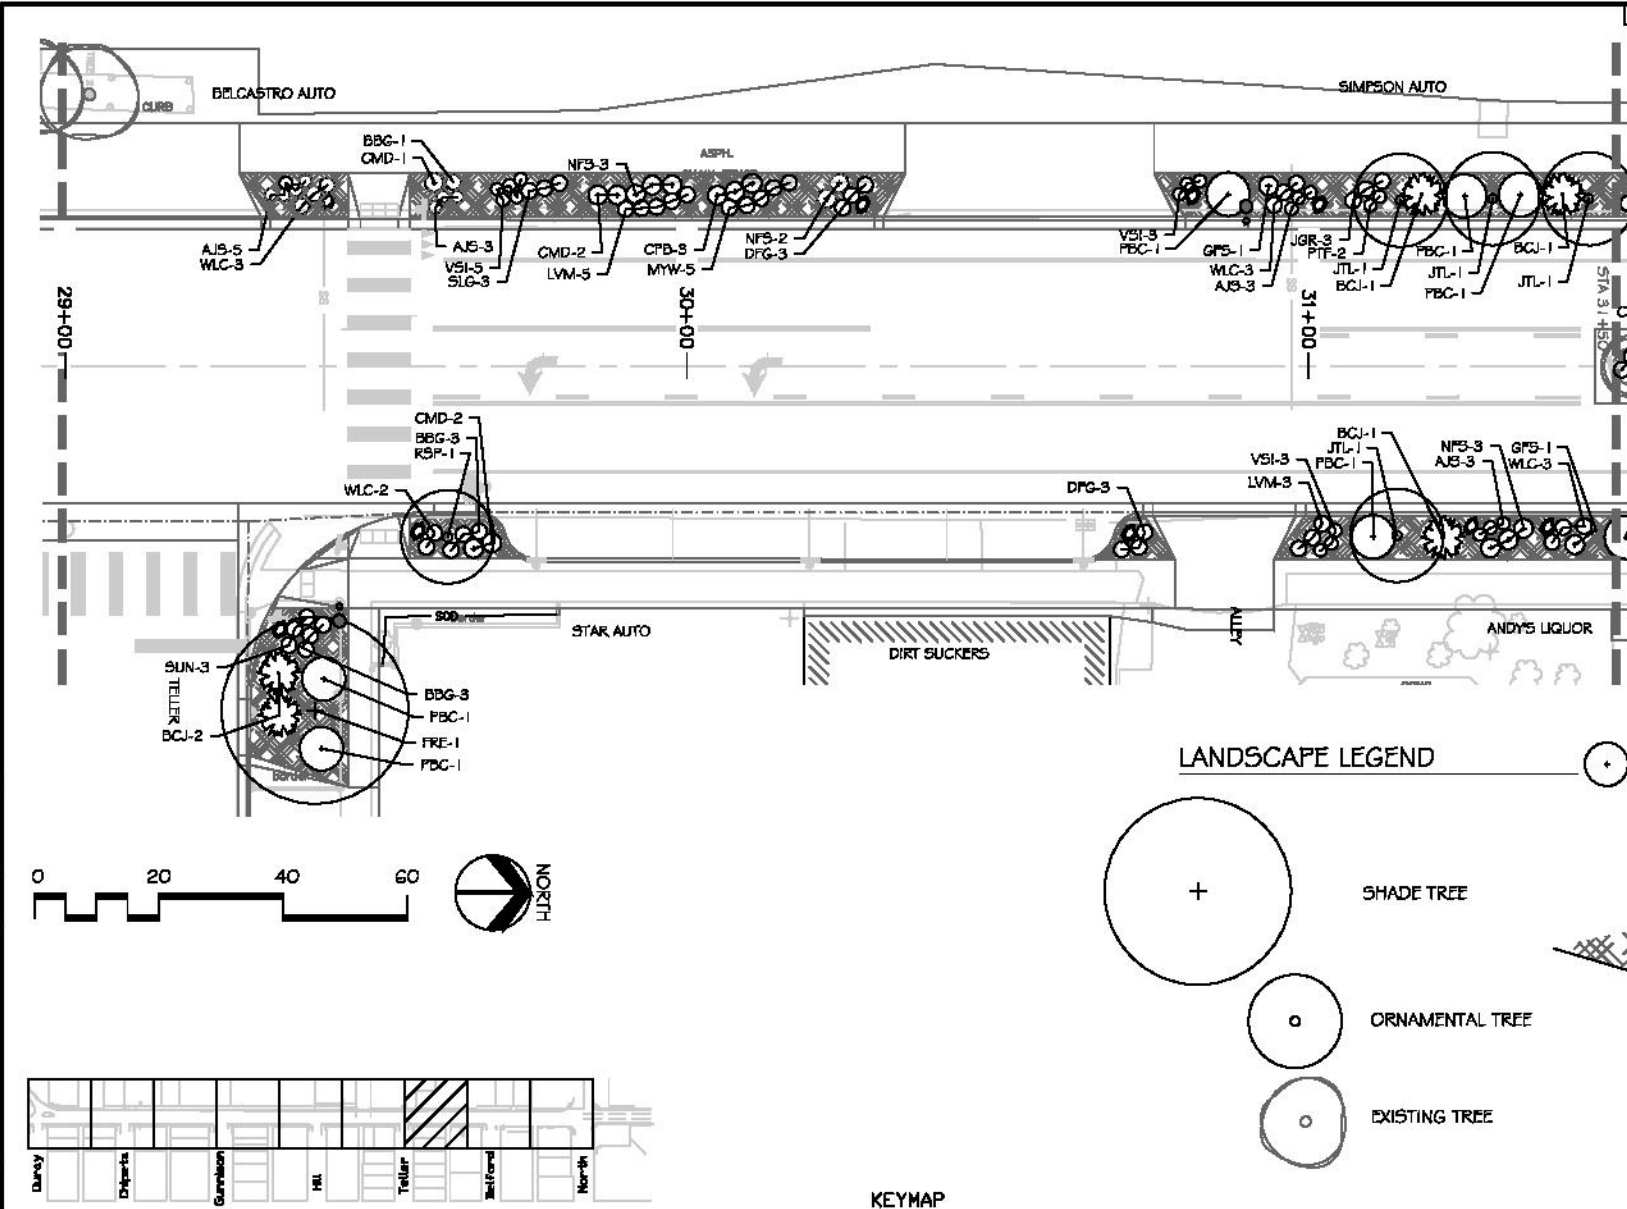 BELCASTRO AUTO
SIMPSON AUTO
CURB
BBG-1
CMD-1
NFS-3
ASPH.
AJS-5
WLC-3
AJS-3
VSI-5
SLG-3
CMD-2
LVM-5
CPB-3
MYW-5
NFS-2
DFG-3
VSI-3
PBC-1
GFS-1
WLC-3
AJS-3
JGR-3
PTF-2
JTL-1
BCJ-1
PBC-1
JTL-1
PBC-1
BCJ-1
JTL-1
29+00
30+00
31+00
STA 31+50
CMD-2
BBG-3
RSP-1
WLC-2
DFG-3
VSI-3
LVM-3
BCJ-1
JTL-1
PBC-1
NFS-3
AJS-3
GFS-1
WLC-3
SOD
STAR AUTO
DIRT SUCKERS
ALLEY
ANDYS LIQUOR
SUN-3
TELLER
BCJ-2
BBG-3
PBC-1
FRE-1
PBC-1
Border
LANDSCAPE LEGEND
0 20 40 60
NORTH
SHADE TREE
ORNAMENTAL TREE
EXISTING TREE
Ouray
Chipeta
Gunnison
Hill
Teller
Belford
North
KEYMAP